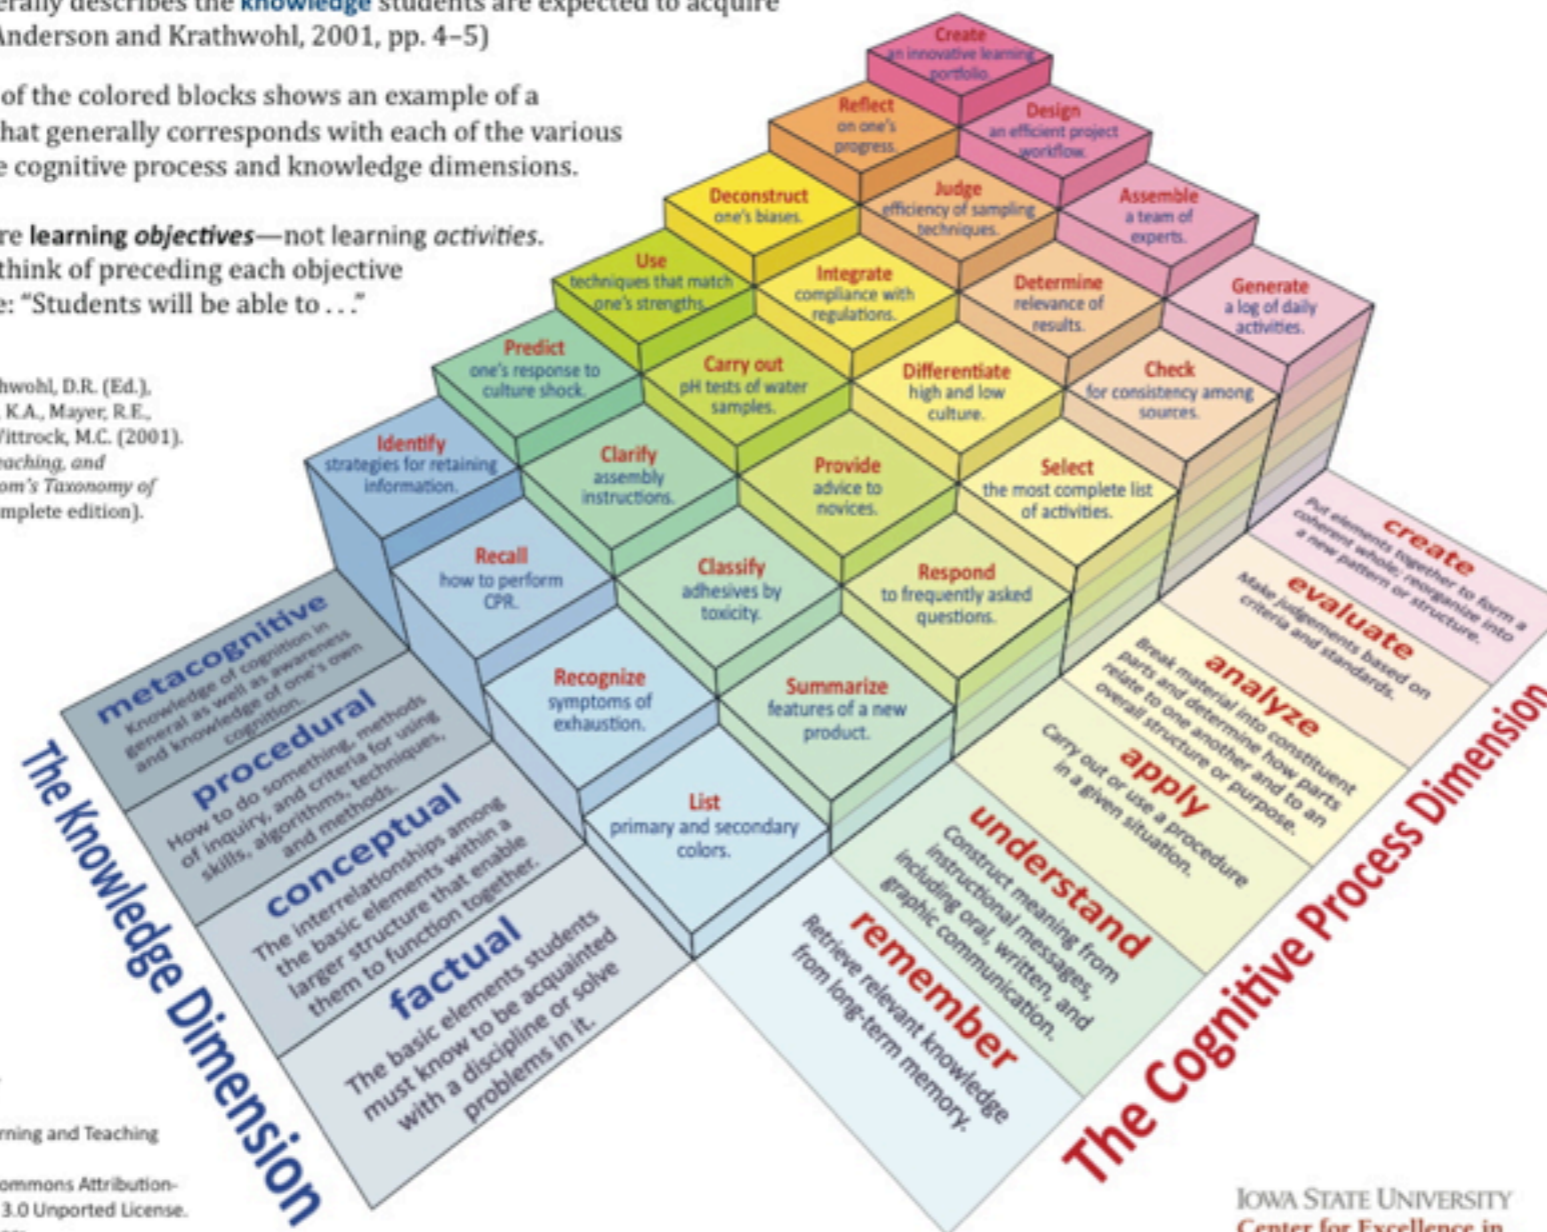 erally describes the knowledge students are expected to acquire
Anderson and Krathwohl, 2001, pp. 4–5)
of the colored blocks shows an example of a
hat generally corresponds with each of the various
e cognitive process and knowledge dimensions.
re learning objectives—not learning activities.
think of preceding each objective
e: “Students will be able to . . .”
hwohl, D.R. (Ed.),
K.A., Mayer, R.E.,
Vittrock, M.C. (2001).
eaching, and
om's Taxonomy of
mplete edition).
Create
an innovative learning
portfolio.
Reflect
on one's
progress.
Design
an efficient project
workflow.
Deconstruct
one's biases.
Judge
efficiency of sampling
techniques.
Assemble
a team of
experts.
Use
techniques that match
one's strengths.
Integrate
compliance with
regulations.
Determine
relevance of
results.
Generate
a log of daily
activities.
Predict
one's response to
culture shock.
Carry out
pH tests of water
samples.
Differentiate
high and low
culture.
Check
for consistency among
sources.
Identify
strategies for retaining
information.
Clarify
assembly
instructions.
Provide
advice to
novices.
Select
the most complete list
of activities.
Recall
how to perform
CPR.
Classify
adhesives by
toxicity.
Respond
to frequently asked
questions.
Recognize
symptoms of
exhaustion.
Summarize
features of a new
product.
List
primary and secondary
colors.
metacognitive
Knowledge of cognition in
general as well as awareness
and knowledge of one's own
cognition.
procedural
How to do something, methods
of inquiry, and criteria for using
skills, algorithms, techniques,
and methods.
conceptual
The interrelationships among
the basic elements within a
larger structure that enable
them to function together.
factual
The basic elements students
must know to be acquainted
with a discipline or solve
problems in it.
The Knowledge Dimension
create
Put elements together to form a
coherent whole, reorganize into
a new pattern or structure.
evaluate
Make judgements based on
criteria and standards.
analyze
Break material into constituent
parts and determine how parts
relate to one another and to an
overall structure or purpose.
apply
Carry out or use a procedure
in a given situation.
understand
Construct meaning from
instructional messages,
including oral, written, and
graphic communication.
remember
Retrieve relevant knowledge
from long-term memory.
The Cognitive Process Dimension
rning and Teaching
ommons Attribution-
3.0 Unported License.
IOWA STATE UNIVERSITY
Center for Excellence in